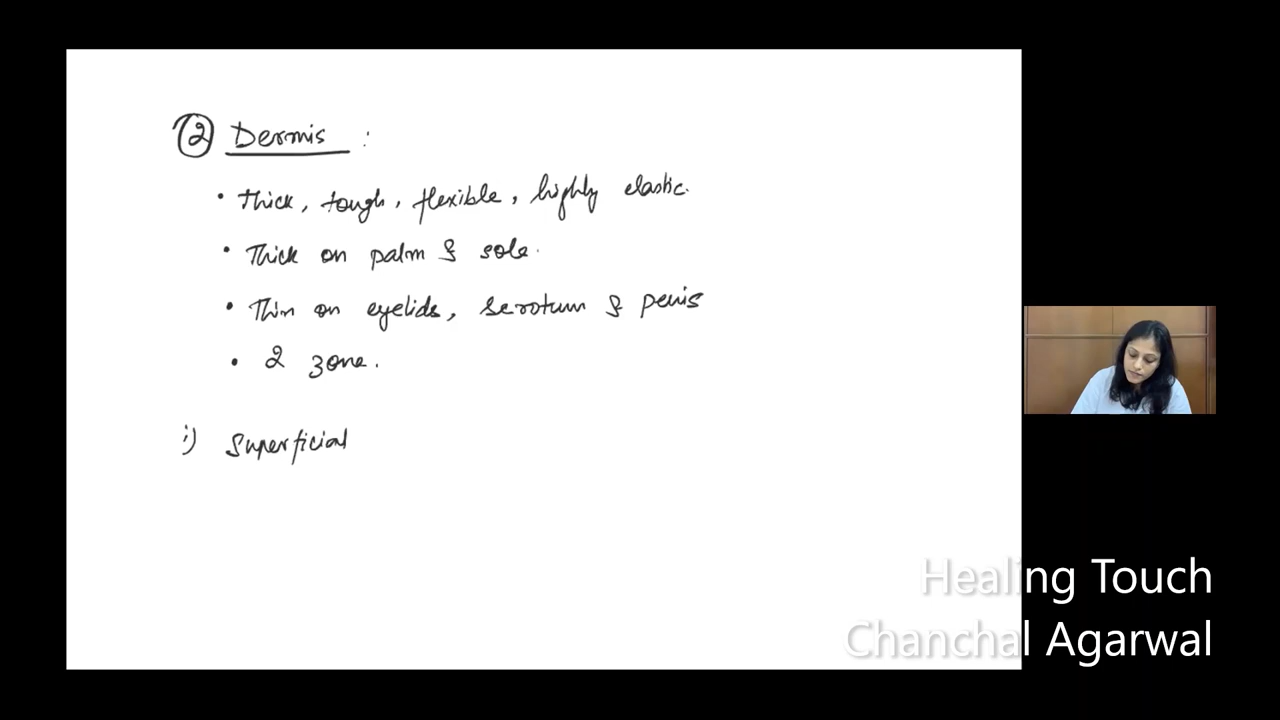 ② Dermis :
• Thick, tough, flexible, highly elastic.
• Thick on palm & sole.
• Thin on eyelids, scrotum & penis
• 2 zone.
i) Superficial
Healing Touch
Chanchal Agarwal